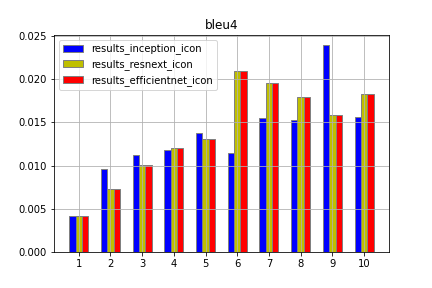 bleu4
results_inception_icon
results_resnext_icon
results_efficientnet_icon
0.025
0.020
0.015
0.010
0.005
0.000
1 2 3 4 5 6 7 8 9 10